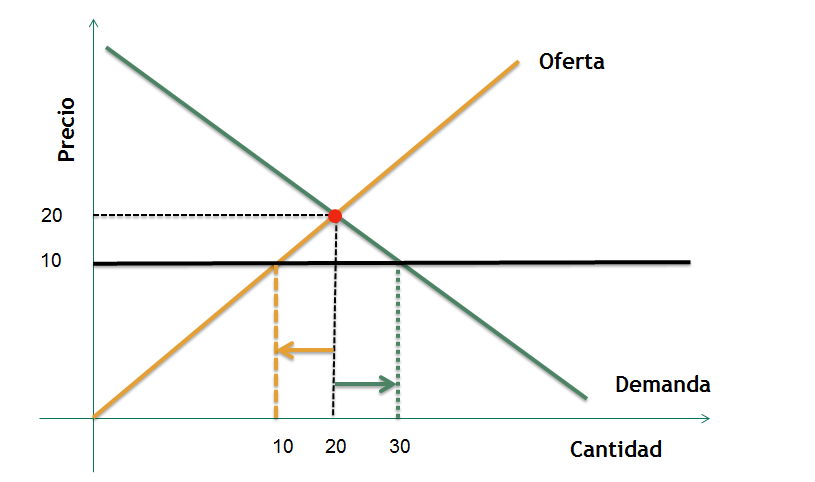 Oferta
Precio
20
10
Demanda
10 20 30
Cantidad